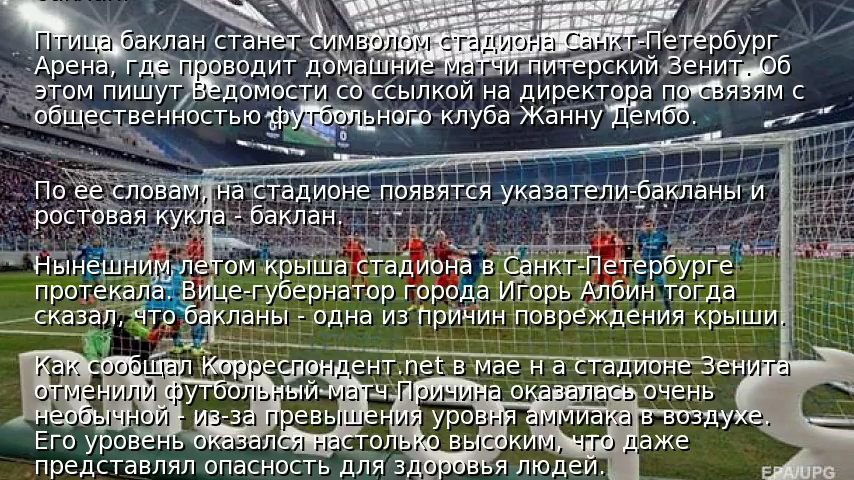 Птица баклан станет символом стадиона Санкт-Петербург
Арена, где проводит домашние матчи питерский Зенит. Об
этом пишут Ведомости со ссылкой на директора по связям с
общественностью футбольного клуба Жанну Дембо.
По ее словам, на стадионе появятся указатели-бакланы и
ростовая кукла - баклан.
Нынешним летом крыша стадиона в Санкт-Петербурге
протекала. Вице-губернатор города Игорь Албин тогда
сказал, что бакланы - одна из причин повреждения крыши.
Как сообщал Корреспондент.net в мае н а стадионе Зенита
отменили футбольный матч Причина оказалась очень
необычной - из-за превышения уровня аммиака в воздухе.
Его уровень оказался настолько высоким, что даже
представлял опасность для здоровья людей.
EPA/UPG